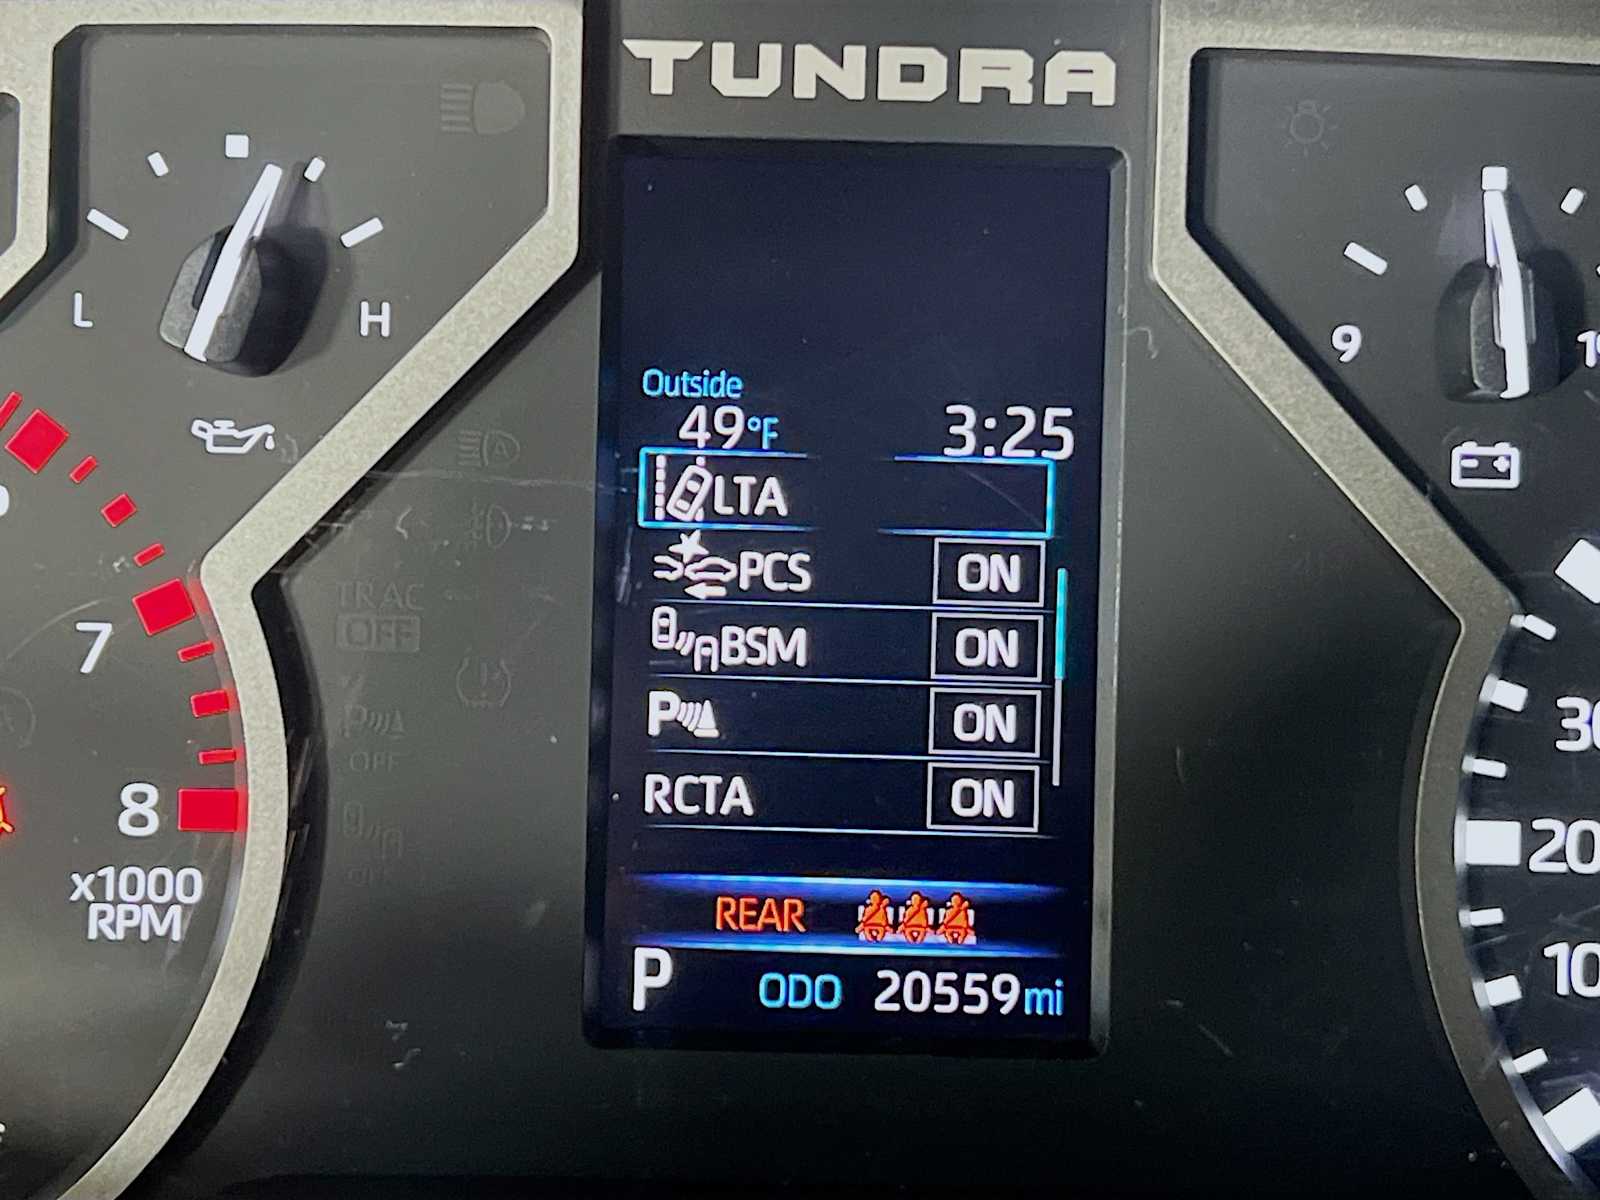 TUNDRA
L
H
9
Outside
49°F
3:25
LTA
PCS ON
BSM ON
P ON
RCTA ON
TRAC
OFF
OFF
7
8
x1000
RPM
30
20
10
REAR
P
ODO 20559mi